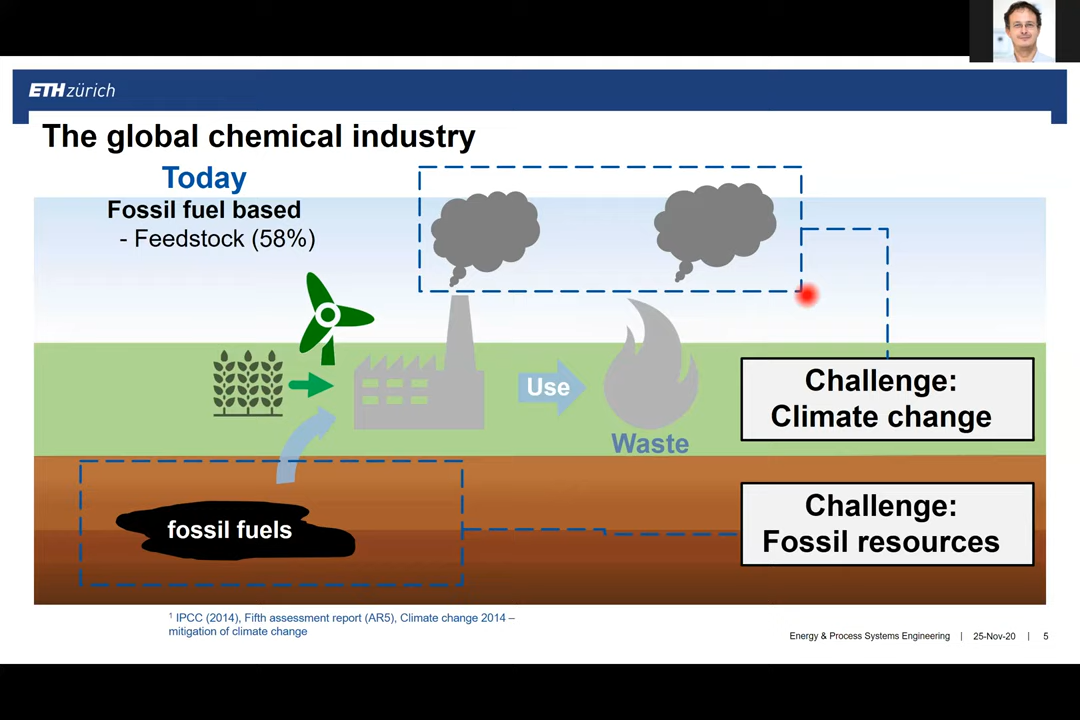 ETH zürich
The global chemical industry
Today
Fossil fuel based
- Feedstock (58%)
Use
Waste
Challenge:
Climate change
fossil fuels
Challenge:
Fossil resources
1 IPCC (2014), Fifth assessment report (AR5), Climate change 2014 –
mitigation of climate change
Energy & Process Systems Engineering | 25-Nov-20 | 5